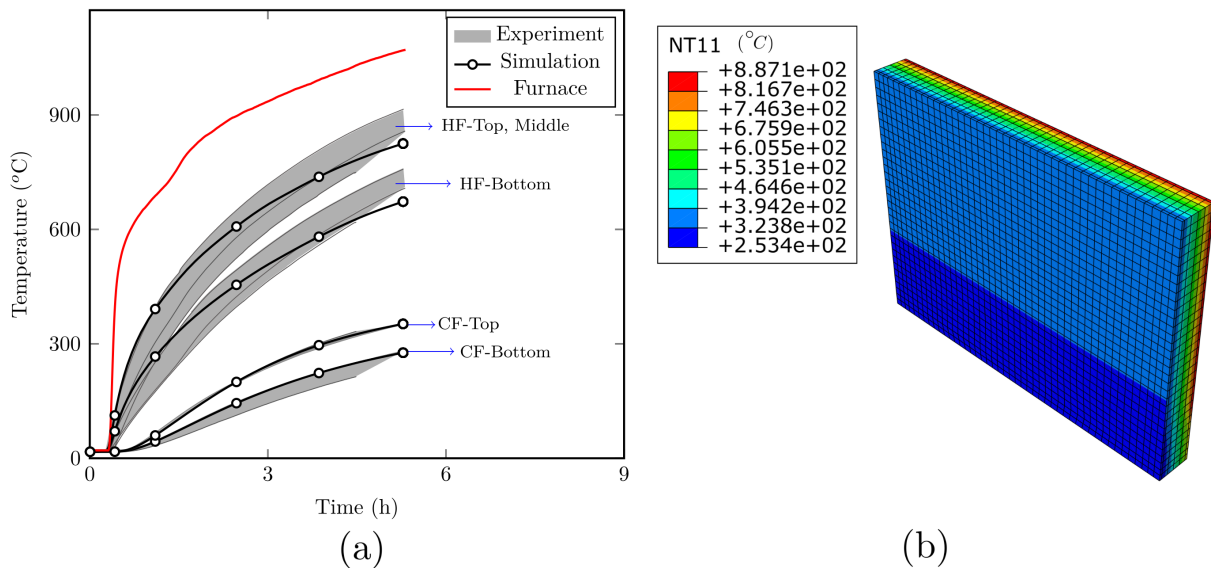 Experiment
Simulation
Furnace
900
600
300
0
0
3
6
9
Temperature (°C)
Time (h)
HF-Top, Middle
HF-Bottom
CF-Top
CF-Bottom
(a)
NT11 (°C)
+8.871e+02
+8.167e+02
+7.463e+02
+6.759e+02
+6.055e+02
+5.351e+02
+4.646e+02
+3.942e+02
+3.238e+02
+2.534e+02
(b)